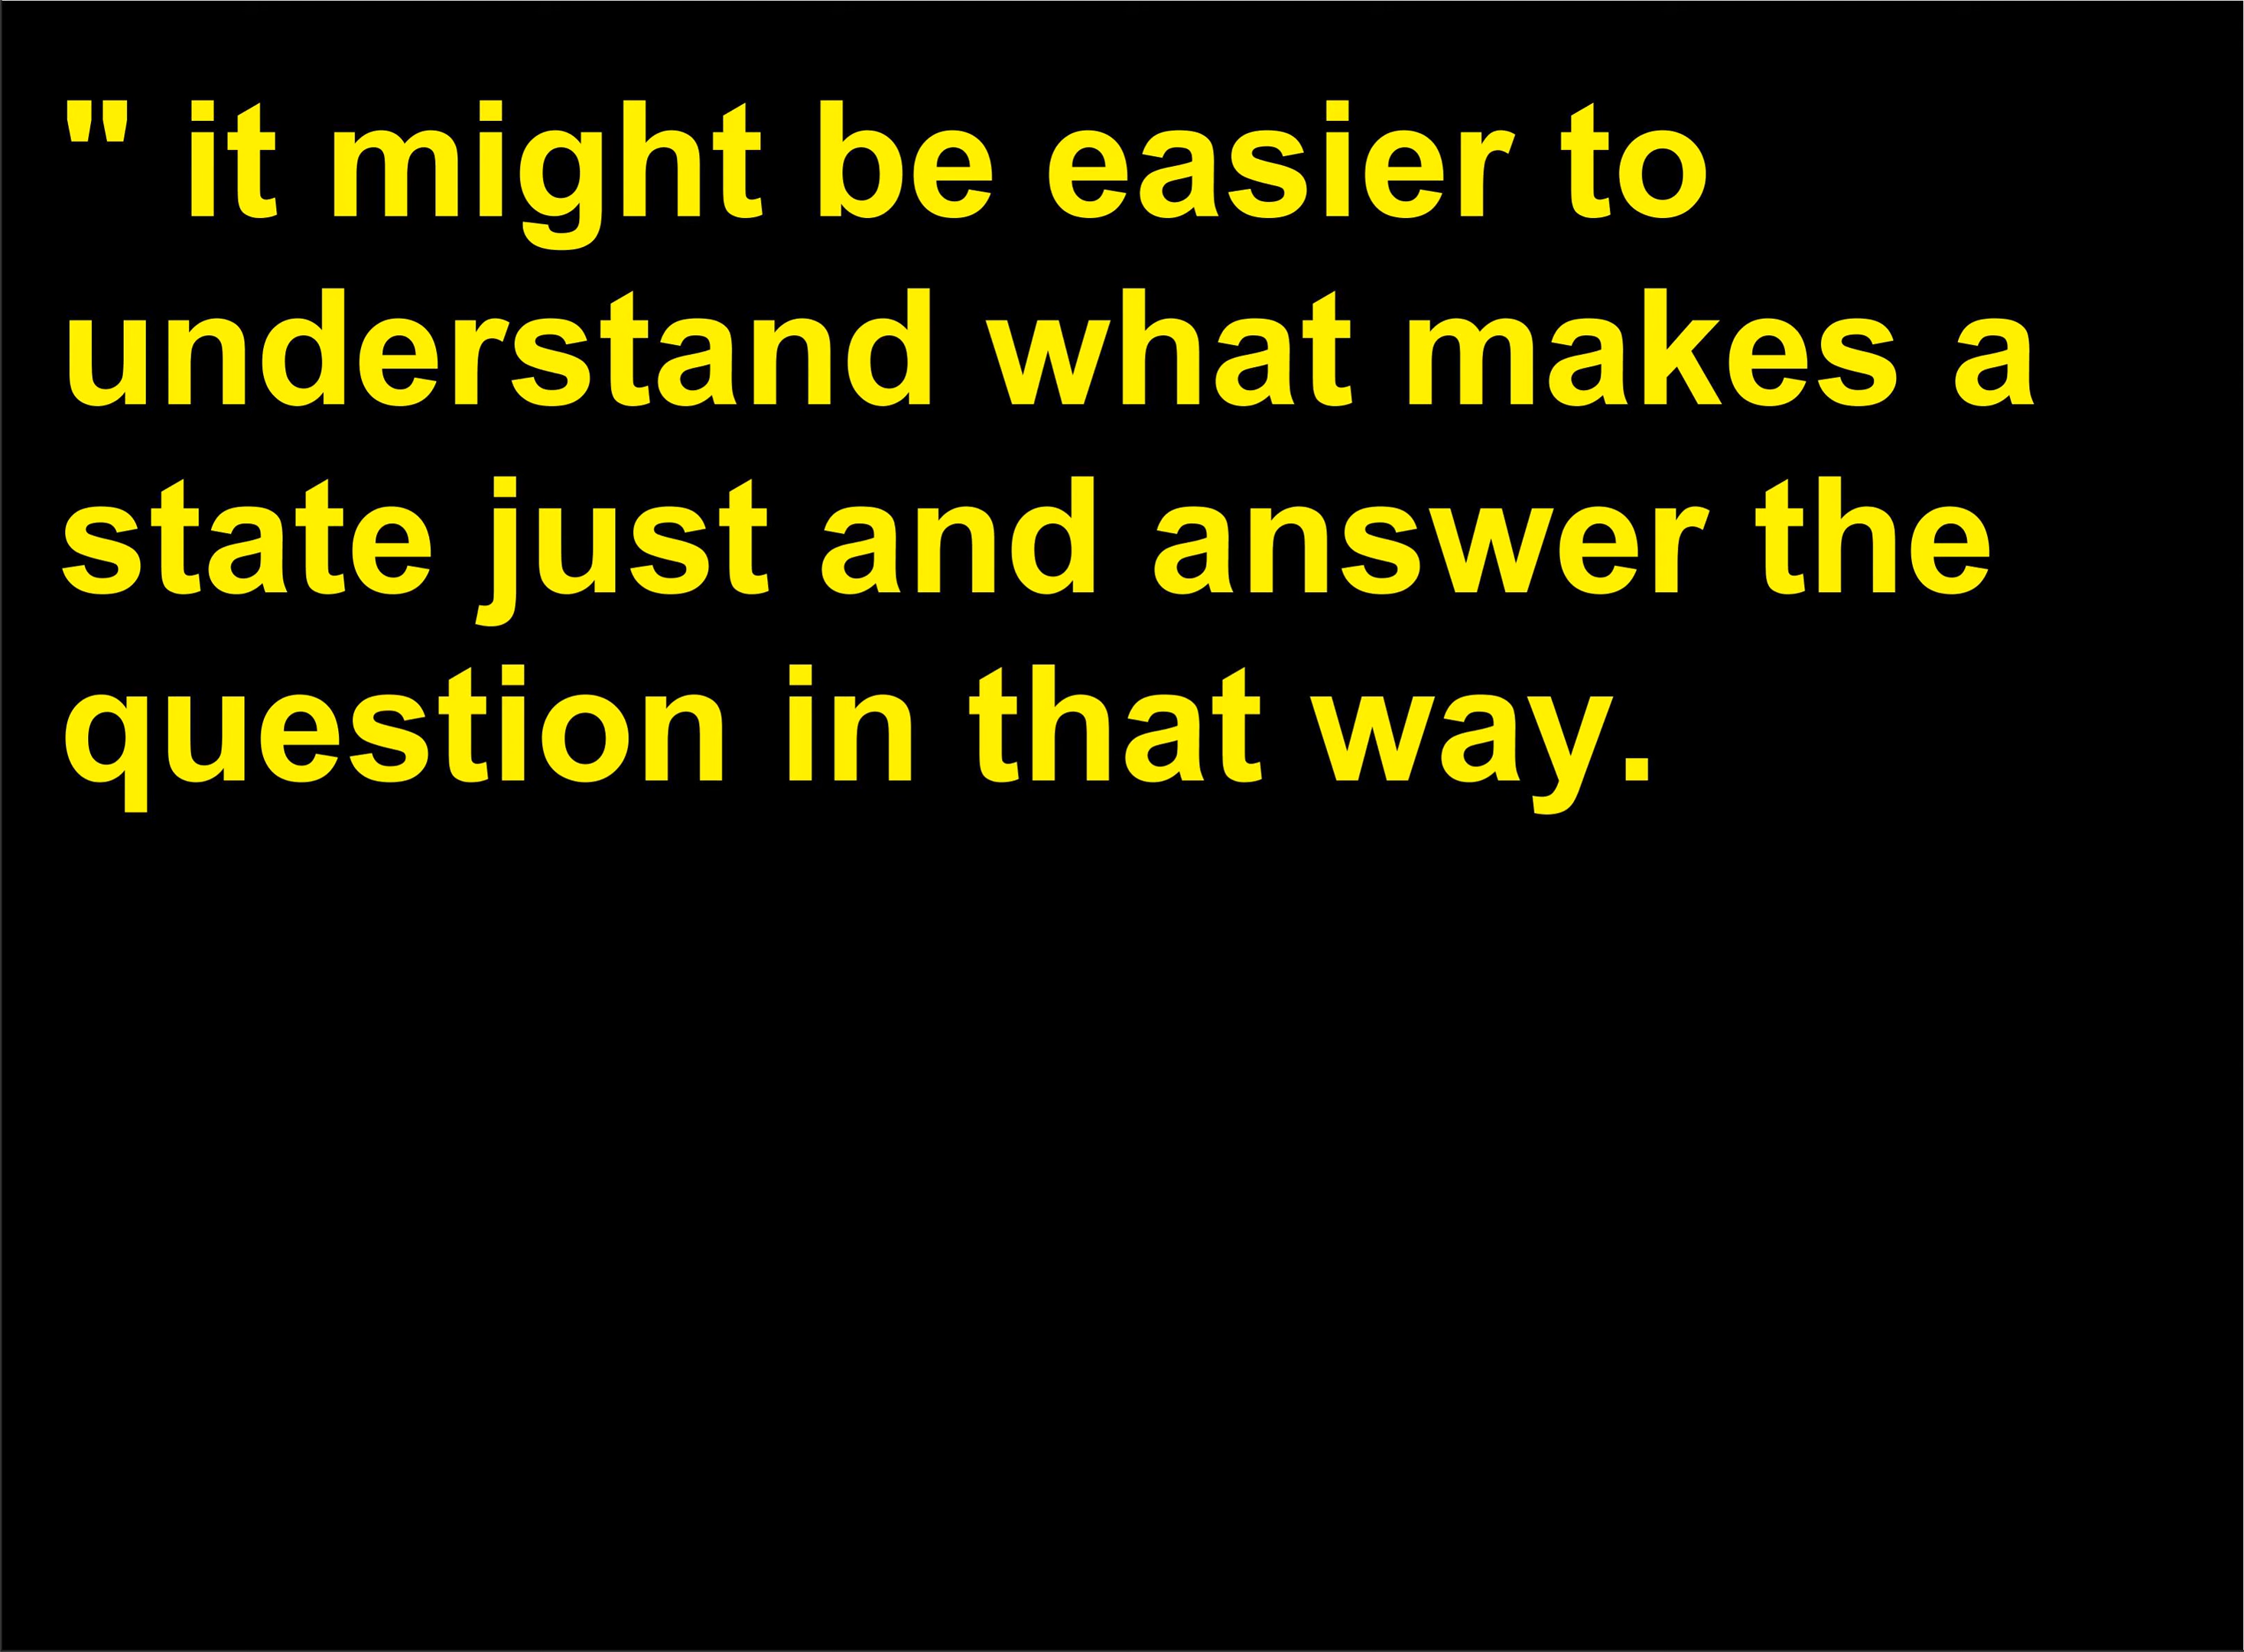 " it might be easier to
understand what makes a
state just and answer the
question in that way.